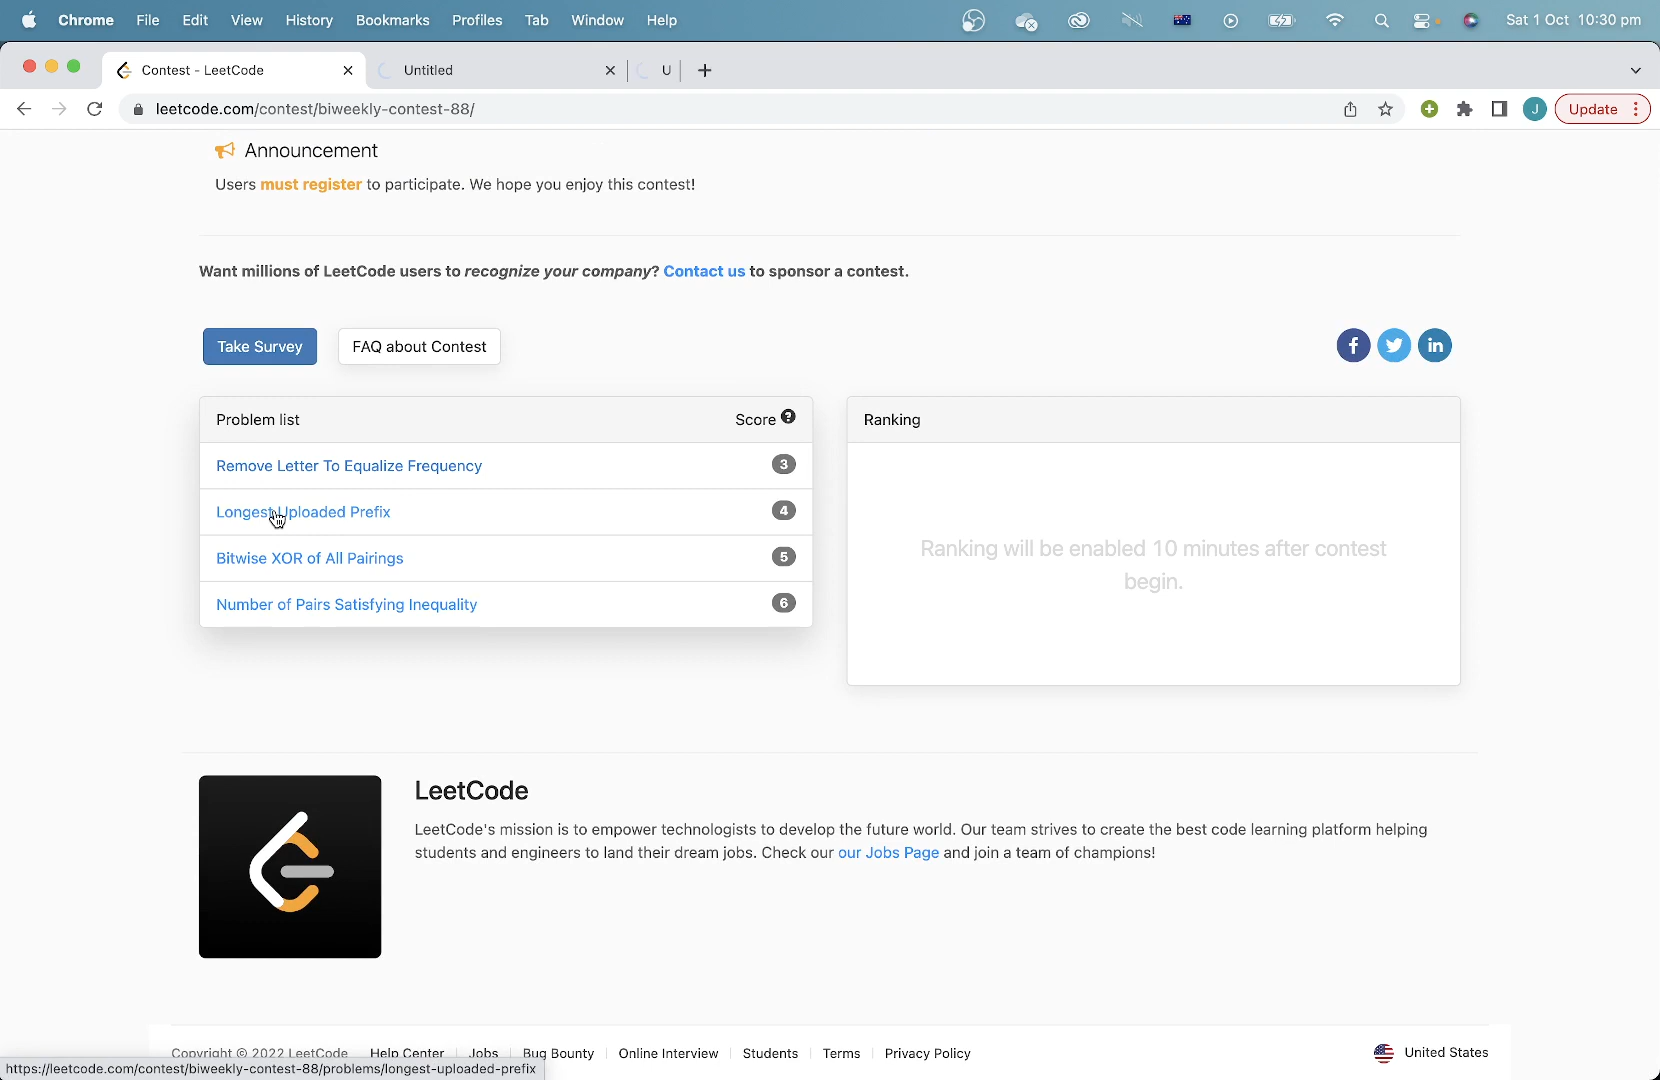 Chrome File Edit View History Bookmarks Profiles Tab Window Help Sat 1 Oct 10:30 pm
Contest - LeetCode Untitled U
leetcode.com/contest/biweekly-contest-88/ J Update
Announcement
Users must register to participate. We hope you enjoy this contest!
Want millions of LeetCode users to recognize your company? Contact us to sponsor a contest.
Take Survey FAQ about Contest
Problem list Score
Remove Letter To Equalize Frequency 3
Longest Uploaded Prefix 4
Bitwise XOR of All Pairings 5
Number of Pairs Satisfying Inequality 6
Ranking
Ranking will be enabled 10 minutes after contest
begin.
LeetCode
LeetCode's mission is to empower technologists to develop the future world. Our team strives to create the best code learning platform helping
students and engineers to land their dream jobs. Check our our Jobs Page and join a team of champions!
Copyright © 2022 LeetCode Help Center Jobs Bug Bounty Online Interview Students Terms Privacy Policy United States
https://leetcode.com/contest/biweekly-contest-88/problems/longest-uploaded-prefix